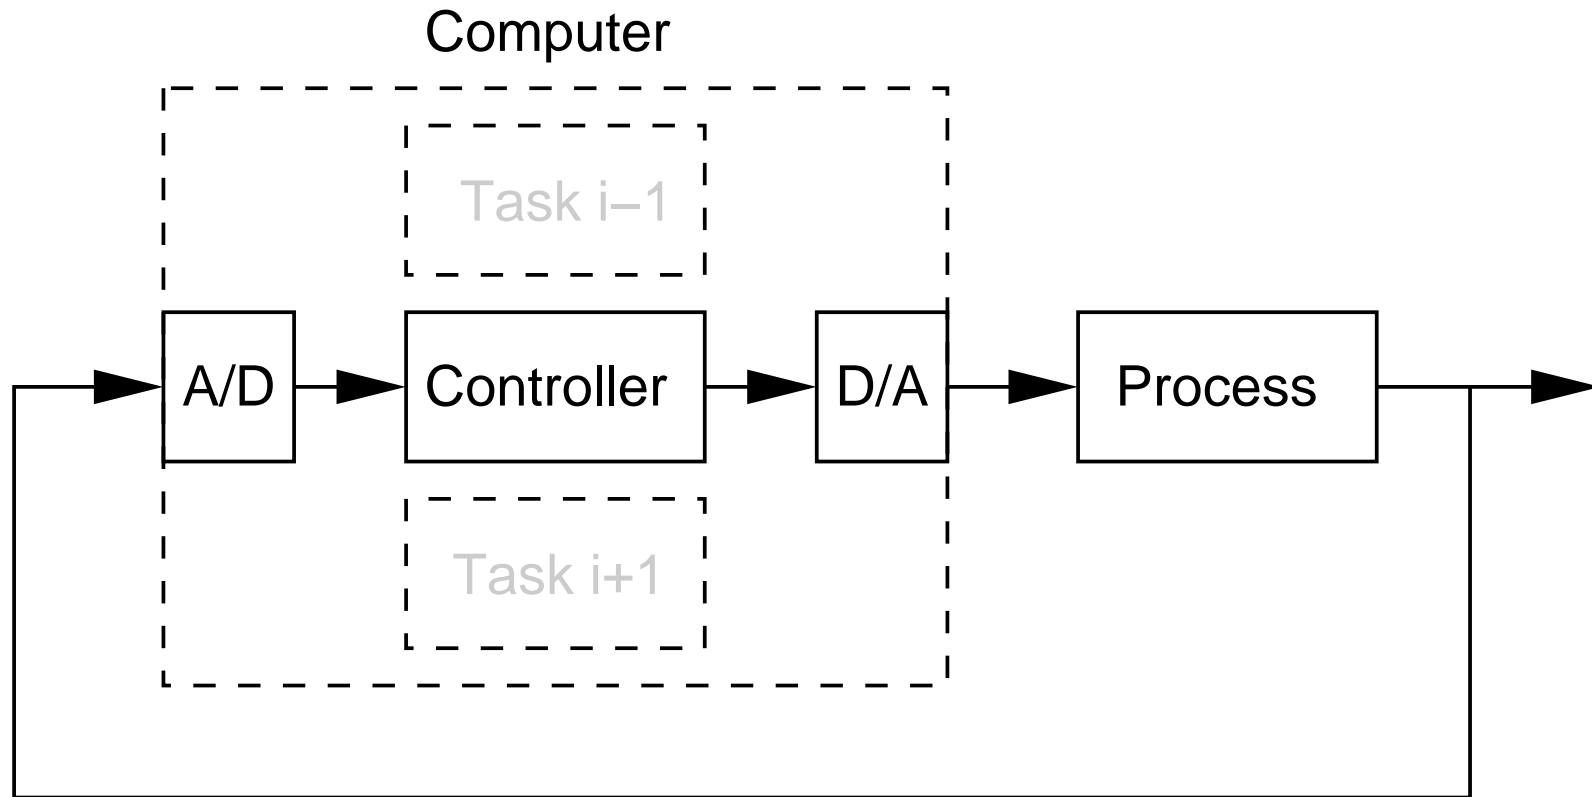 Computer
Task i–1
A/D
Controller
D/A
Process
Task i+1